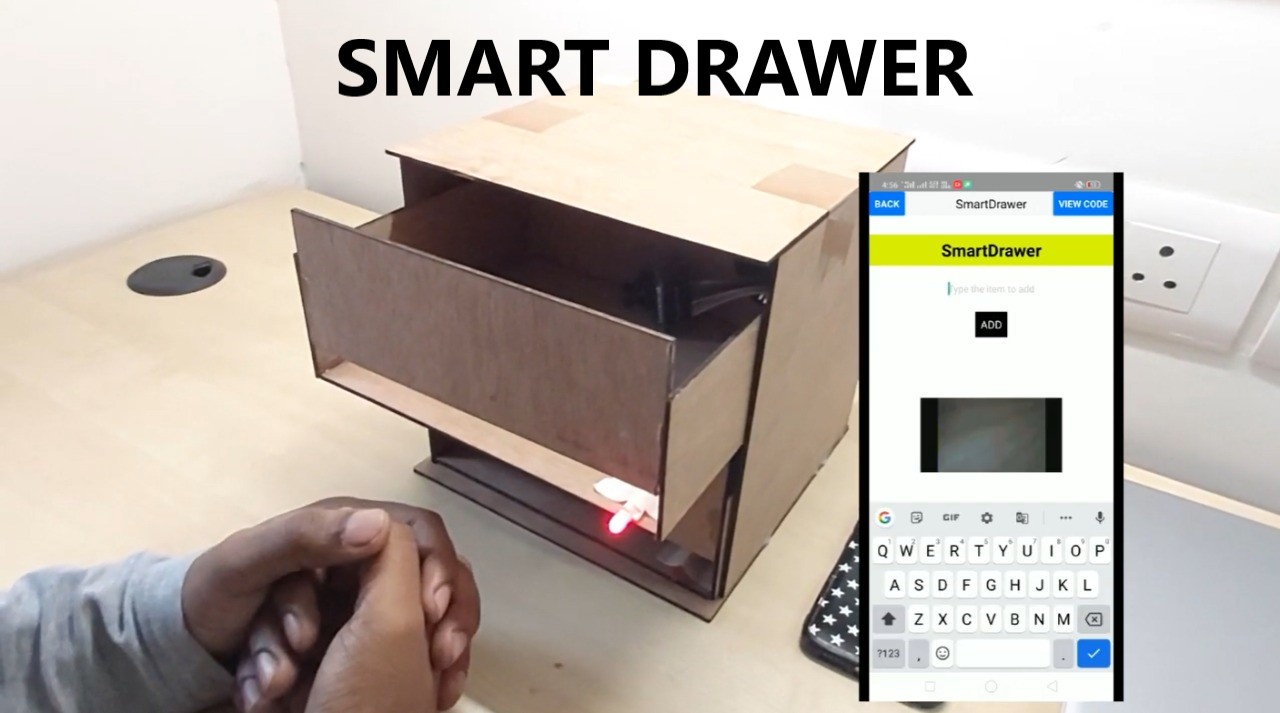 SMART DRAWER
4:56
BACK SmartDrawer VIEW CODE
SmartDrawer
Type the item to add
ADD
G GIF
Q W E R T Y U I O P
A S D F G H J K L
Z X C V B N M
?123 , .